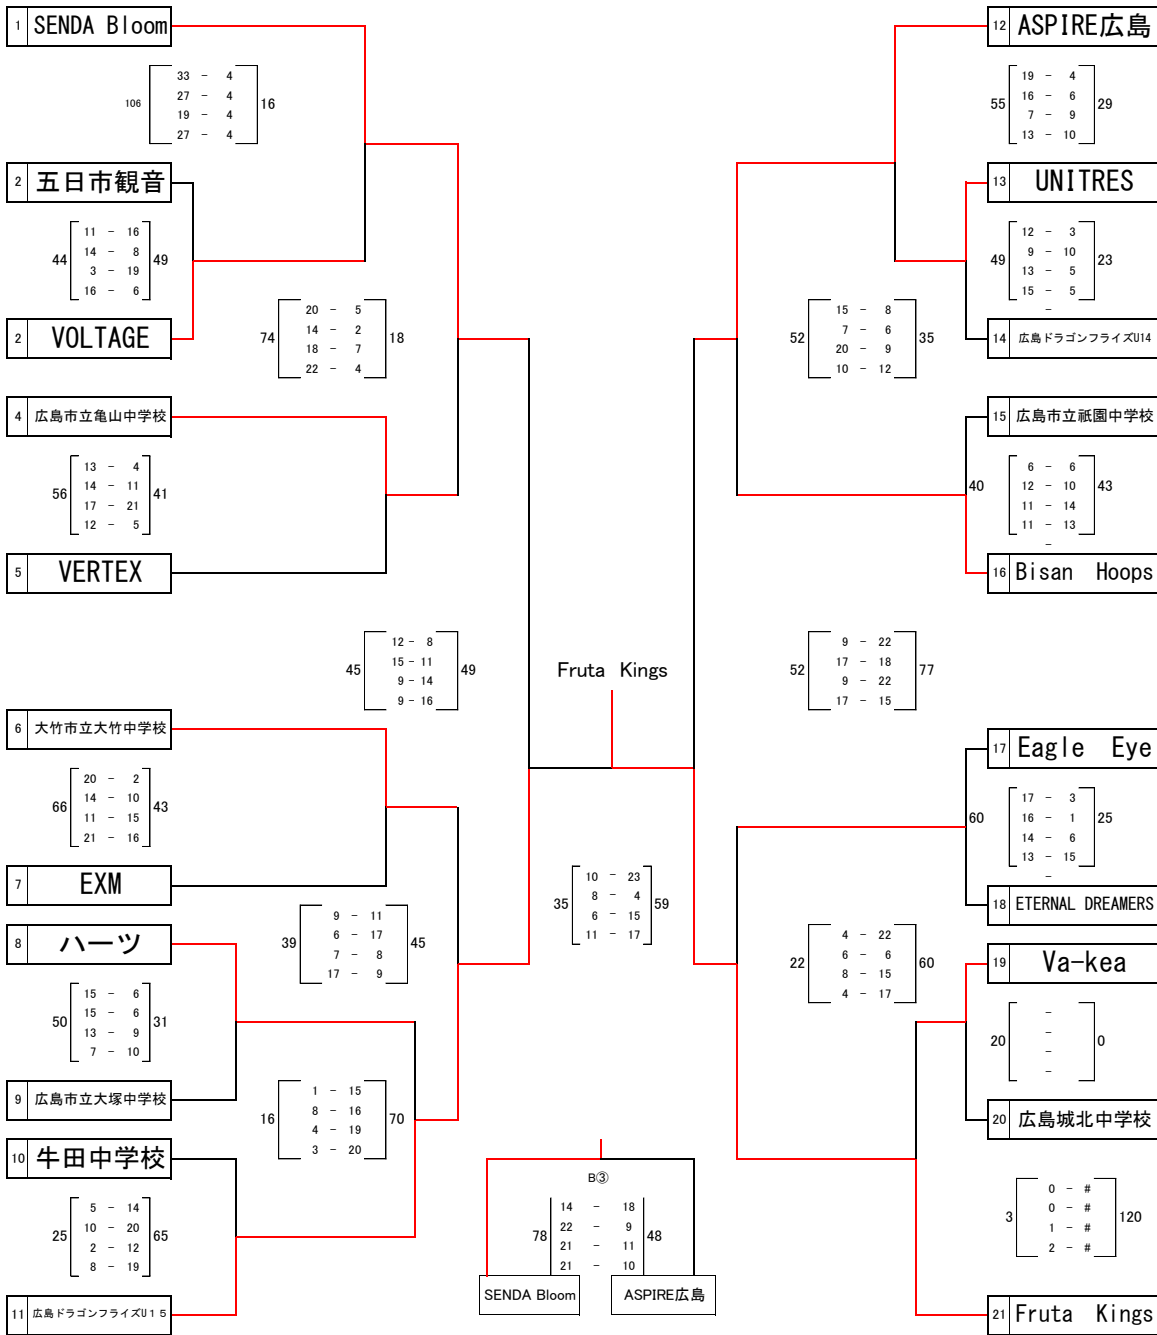 1 SENDA Bloom
106 16
33 - 4
27 - 4
19 - 4
27 - 4
2 五日市観音
44 49
11 - 16
14 - 8
3 - 19
16 - 6
2 VOLTAGE
74 18
20 - 5
14 - 2
18 - 7
22 - 4
4 広島市立亀山中学校
56 41
13 - 4
14 - 11
17 - 21
12 - 5
5 VERTEX
45 49
12 - 8
15 - 11
9 - 14
9 - 16
6 大竹市立大竹中学校
66 43
20 - 2
14 - 10
11 - 15
21 - 16
7 EXM
39 45
9 - 11
6 - 17
7 - 8
17 - 9
8 ハーツ
50 31
15 - 6
15 - 6
13 - 9
7 - 10
9 広島市立大塚中学校
16 70
1 - 15
8 - 16
4 - 19
3 - 20
10 牛田中学校
25 65
5 - 14
10 - 20
2 - 12
8 - 19
11 広島ドラゴンフライズU15
Fruta Kings
35 59
10 - 23
8 - 4
6 - 15
11 - 17
B③
78 48
14 - 18
22 - 9
21 - 11
21 - 10
SENDA Bloom
ASPIRE広島
12 ASPIRE広島
55 29
19 - 4
16 - 6
7 - 9
13 - 10
13 UNITRES
49 23
12 - 3
9 - 10
13 - 5
15 - 5
-
14 広島ドラゴンフライズU14
52 35
15 - 8
7 - 6
20 - 9
10 - 12
15 広島市立祇園中学校
40 43
6 - 6
12 - 10
11 - 14
11 - 13
-
16 Bisan Hoops
52 77
9 - 22
17 - 18
9 - 22
17 - 15
17 Eagle Eye
60 25
17 - 3
16 - 1
14 - 6
13 - 15
-
18 ETERNAL DREAMERS
22 60
4 - 22
6 - 6
8 - 15
4 - 17
19 Va-kea
20 0
-
-
-
-
20 広島城北中学校
3 120
0 - #
0 - #
1 - #
2 - #
21 Fruta Kings